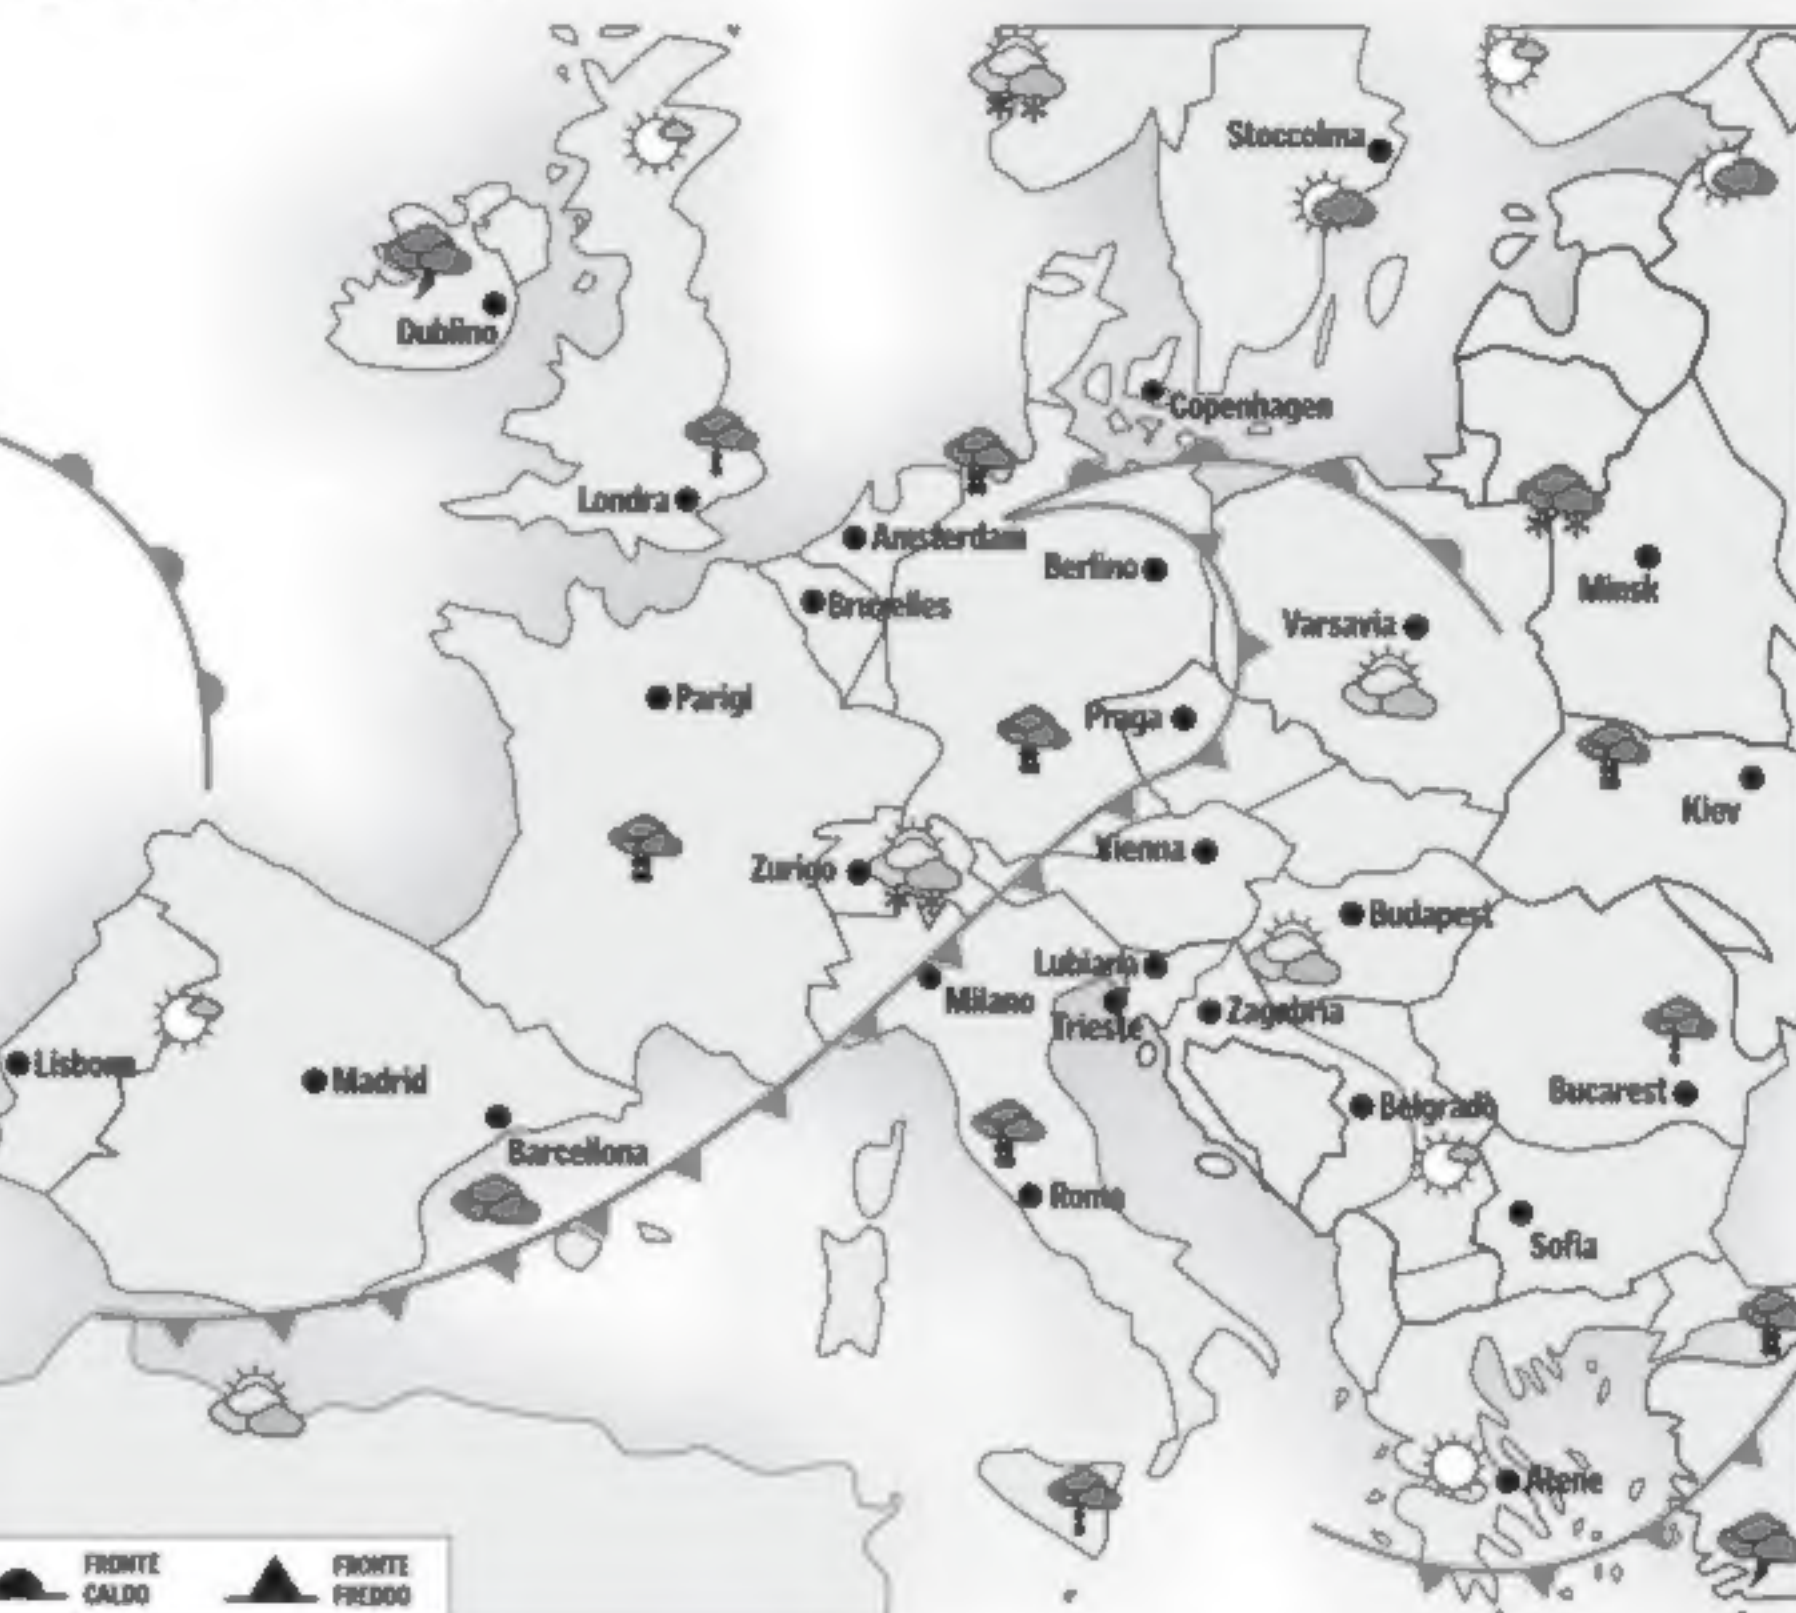 Stoccolma
Dublino
Copenhagen
Londra
Amsterdam
Berlino
Minsk
Bruxelles
Varsavia
Parigi
Praga
Kiev
Vienna
Zurigo
Budapest
Lubiana
Milano
Zagabria
Trieste
Lisbona
Madrid
Bucarest
Belgrado
Barcellona
Roma
Sofia
Atene
FRONTE
CALDO
FRONTE
FREDDO